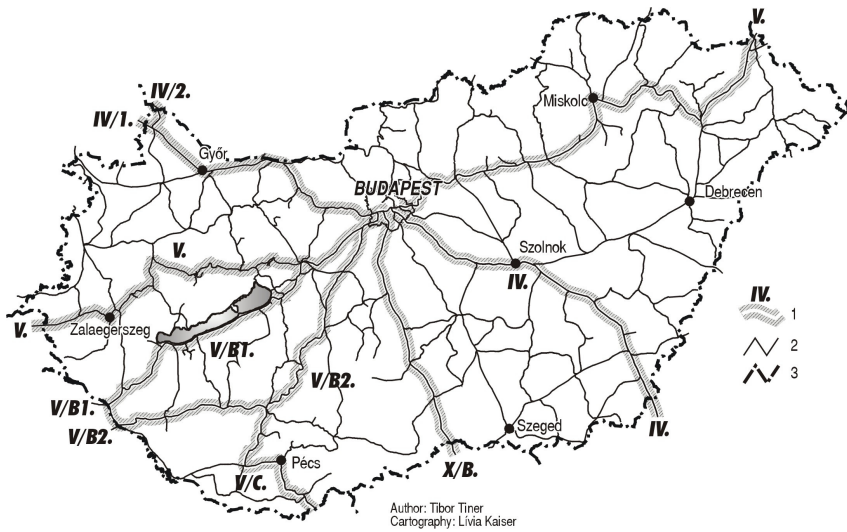 V.
IV/2.
IV/1.
Miskolc
Győr
BUDAPEST
Debrecen
V.
Szolnok
IV.
IV.
1
V.
Zalaegerszeg
V/B1.
2
V/B2.
3
V/B1.
V/B2.
Szeged
IV.
X/B.
Pécs
V/C.
Author: Tibor Tiner
Cartography: Lívia Kaiser